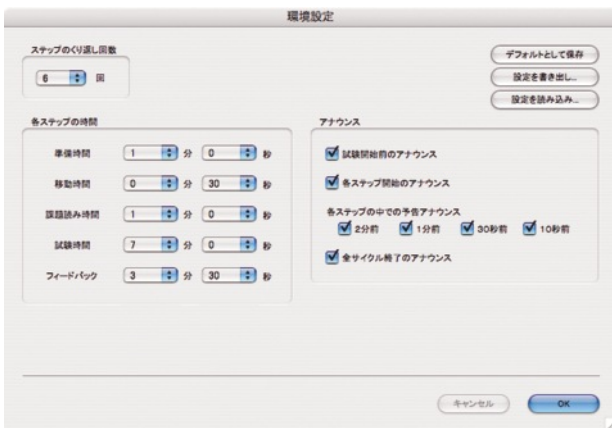 環境設定
ステップのくり返し回数
6 回
デフォルトとして保存
設定を書き出し...
設定を読み込み...
各ステップの時間
準備時間 1 分 0 秒
移動時間 0 分 30 秒
課題読み時間 1 分 0 秒
試験時間 7 分 0 秒
フィードバック 3 分 30 秒
アナウンス
試験開始前のアナウンス
各ステップ開始のアナウンス
各ステップの中での予告アナウンス
2分前 1分前 30秒前 10秒前
全サイクル終了のアナウンス
キャンセル OK